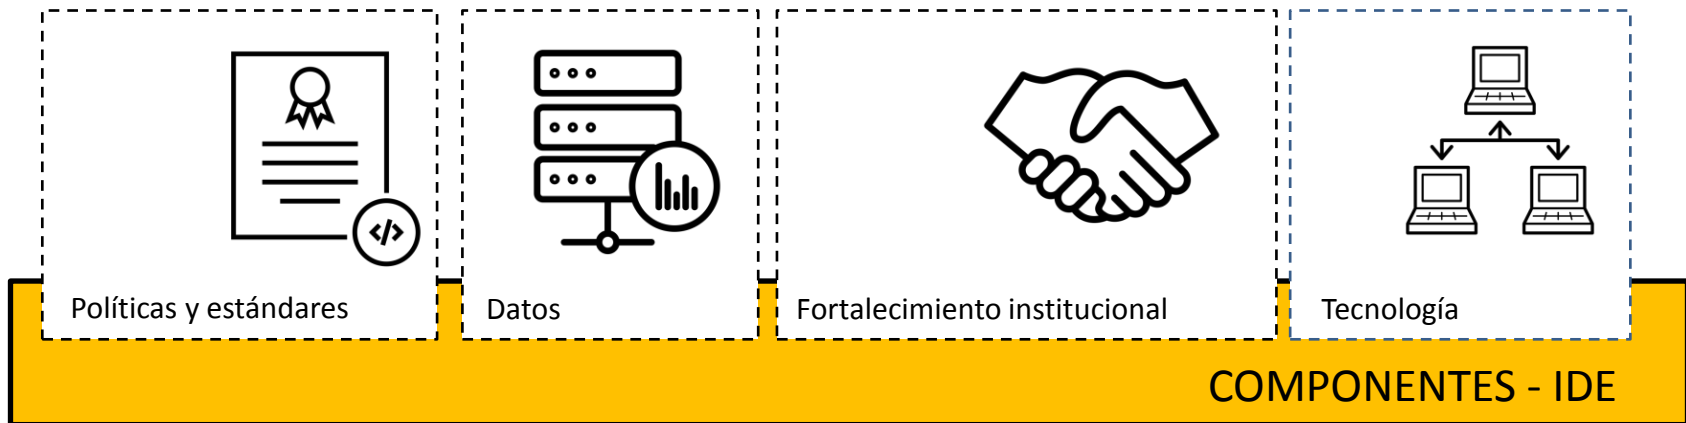 </>
Políticas y estándares
Datos
Fortalecimiento institucional
Tecnología
COMPONENTES - IDE